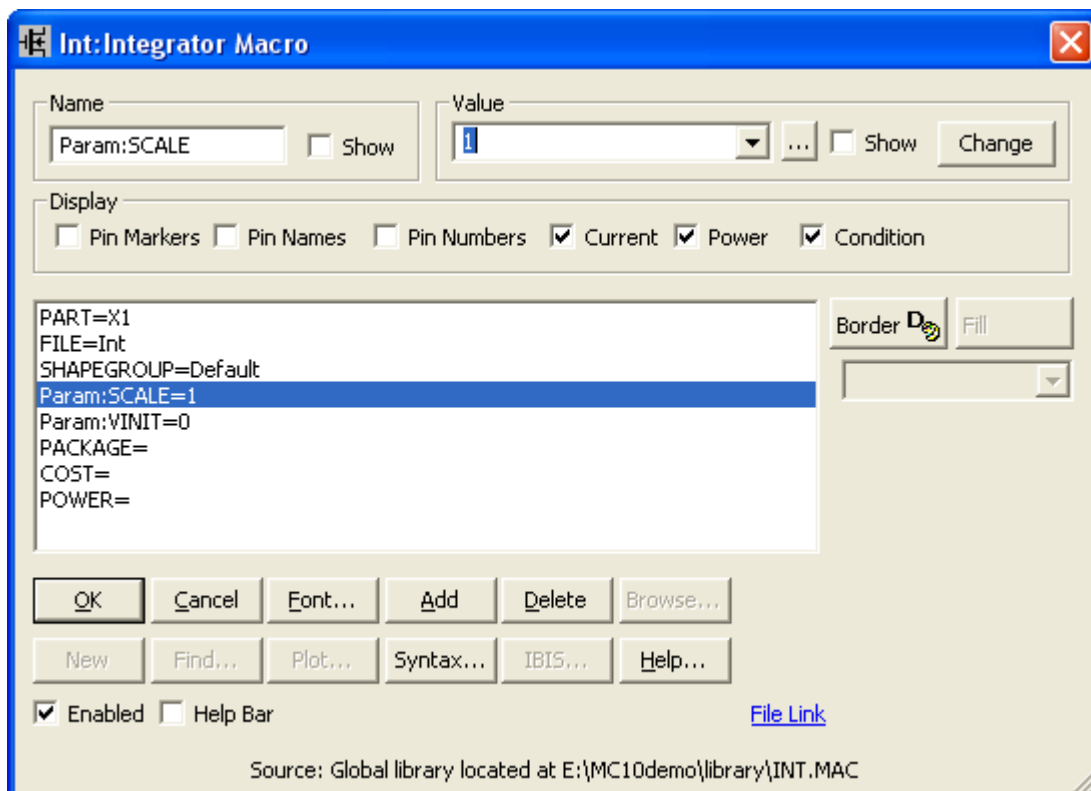 Int:Integrator Macro
Name
Value
Param:SCALE Show
1 ... Show Change
Display
Pin Markers Pin Names Pin Numbers Current Power Condition
PART=X1
FILE=Int
SHAPEGROUP=Default
Param:SCALE=1
Param:VINIT=0
PACKAGE=
COST=
POWER=
Border D Fill
OK Cancel Font... Add Delete Browse...
New Find... Plot... Syntax... IBIS... Help...
Enabled Help Bar File Link
Source: Global library located at E:\MC10demo\library\INT.MAC